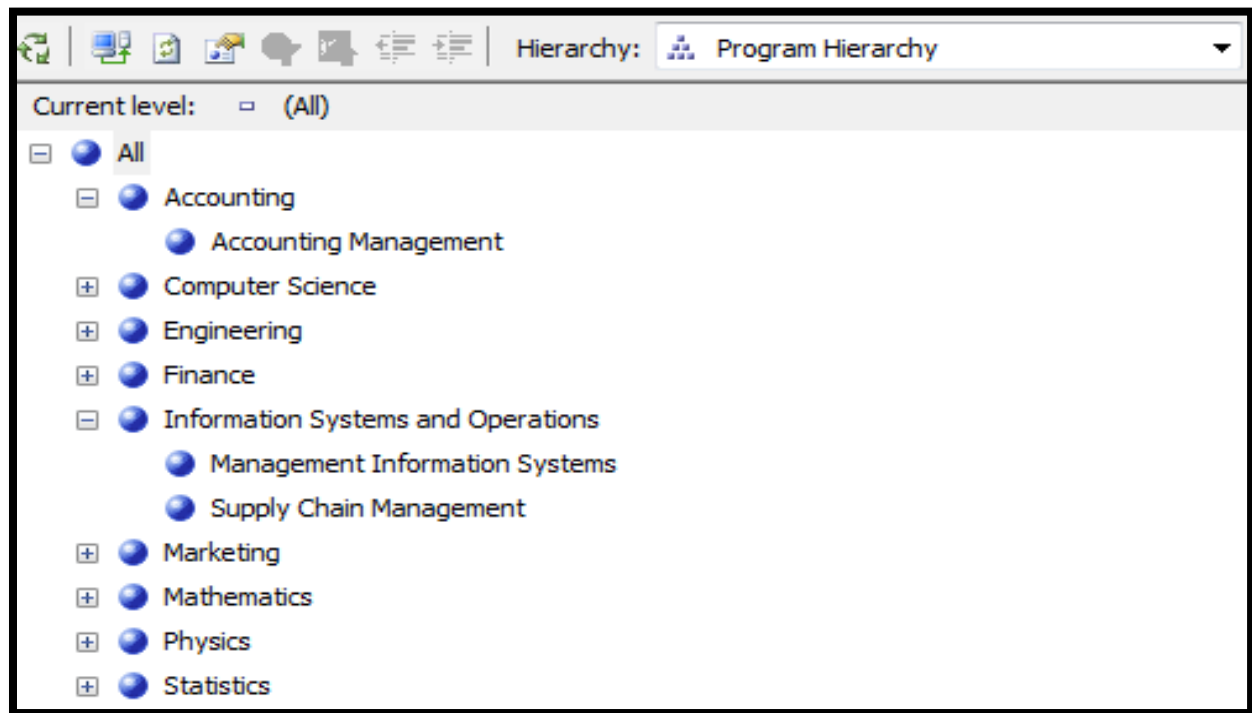 Hierarchy: Program Hierarchy
Current level: (All)
All
Accounting
Accounting Management
Computer Science
Engineering
Finance
Information Systems and Operations
Management Information Systems
Supply Chain Management
Marketing
Mathematics
Physics
Statistics